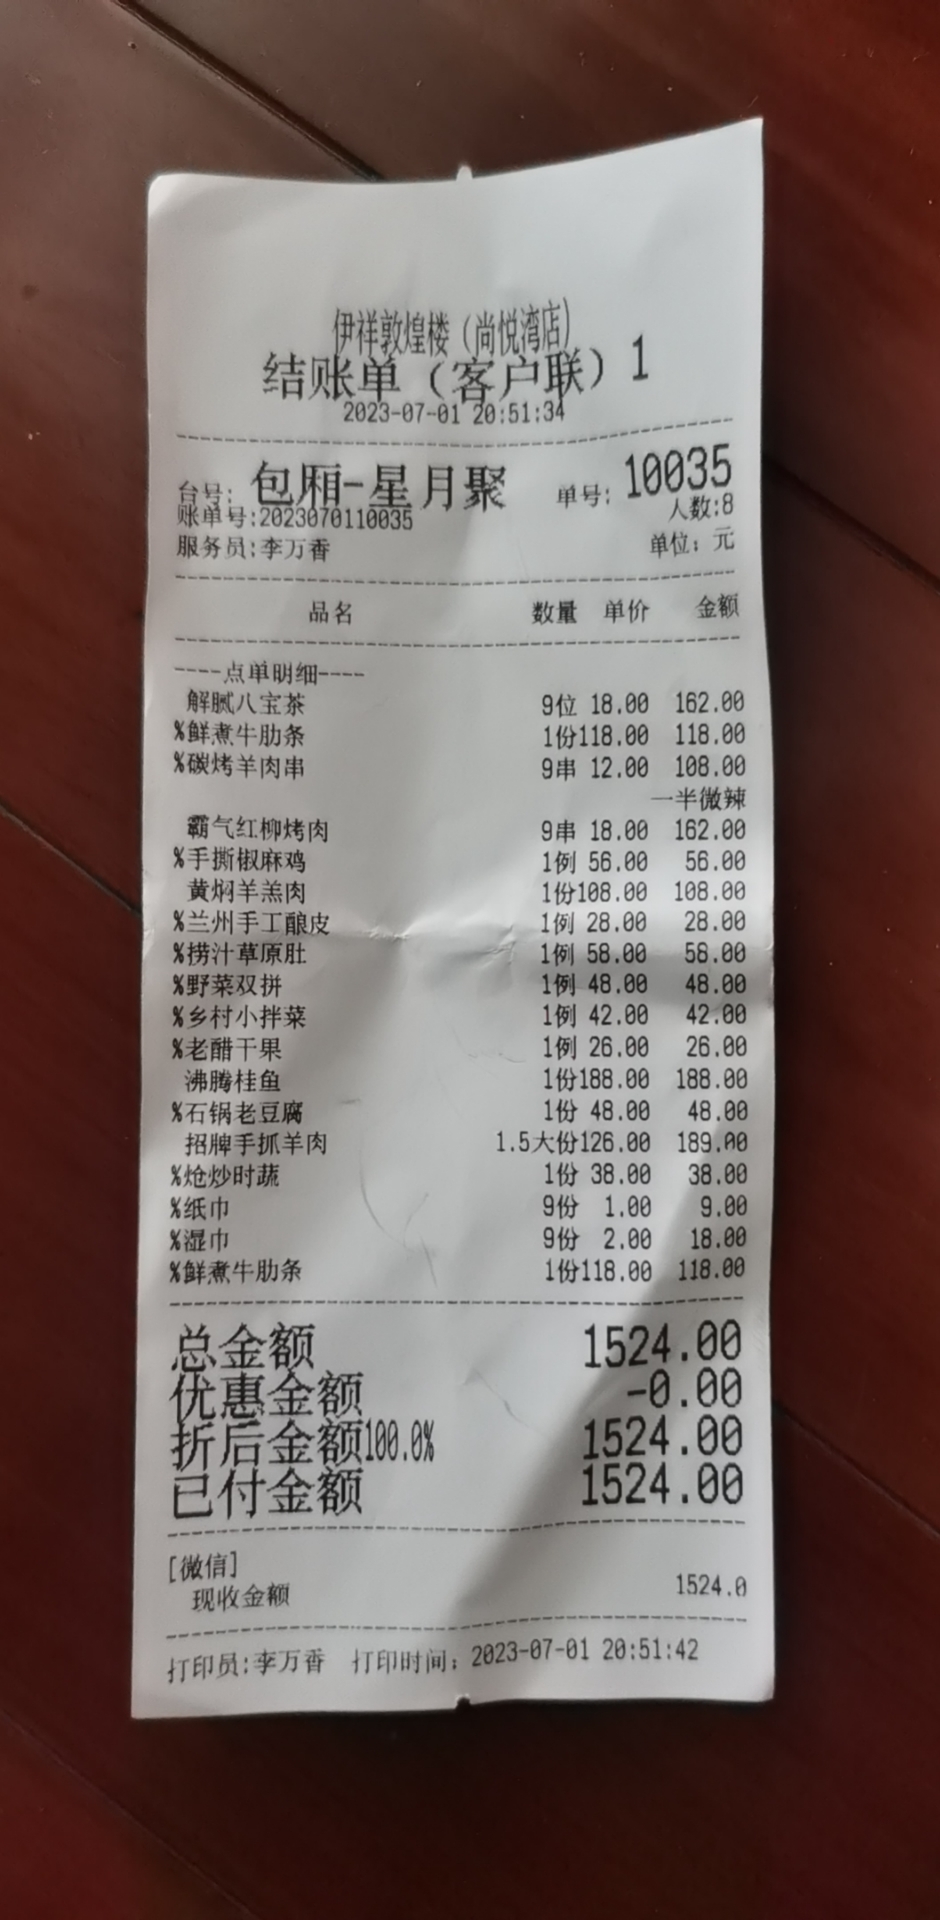 伊祥敦煌楼（尚悦湾店）
结账单（客户联）1
2023-07-01 20:51:34
台号: 包厢-星月聚 单号: 10035
账单号:2023070110035 人数:8
服务员:李万香 单位: 元
品名 数量 单价 金额
----点单明细----
解腻八宝茶 9位 18.00 162.00
%鲜煮牛肋条 1份118.00 118.00
%碳烤羊肉串 9串 12.00 108.00
一半微辣
霸气红柳烤肉 9串 18.00 162.00
%手撕椒麻鸡 1例 56.00 56.00
黄焖羊羔肉 1份108.00 108.00
%兰州手工酿皮 1例 28.00 28.00
%捞汁草原肚 1例 58.00 58.00
%野菜双拼 1例 48.00 48.00
%乡村小拌菜 1例 42.00 42.00
%老醋干果 1例 26.00 26.00
沸腾桂鱼 1份188.00 188.00
%石锅老豆腐 1份 48.00 48.00
招牌手抓羊肉 1.5大份126.00 189.00
%炝炒时蔬 1份 38.00 38.00
%纸巾 9份 1.00 9.00
%湿巾 9份 2.00 18.00
%鲜煮牛肋条 1份118.00 118.00
总金额 1524.00
优惠金额 -0.00
折后金额100.0% 1524.00
已付金额 1524.00
[微信]
现收金额 1524.0
打印员:李万香 打印时间: 2023-07-01 20:51:42